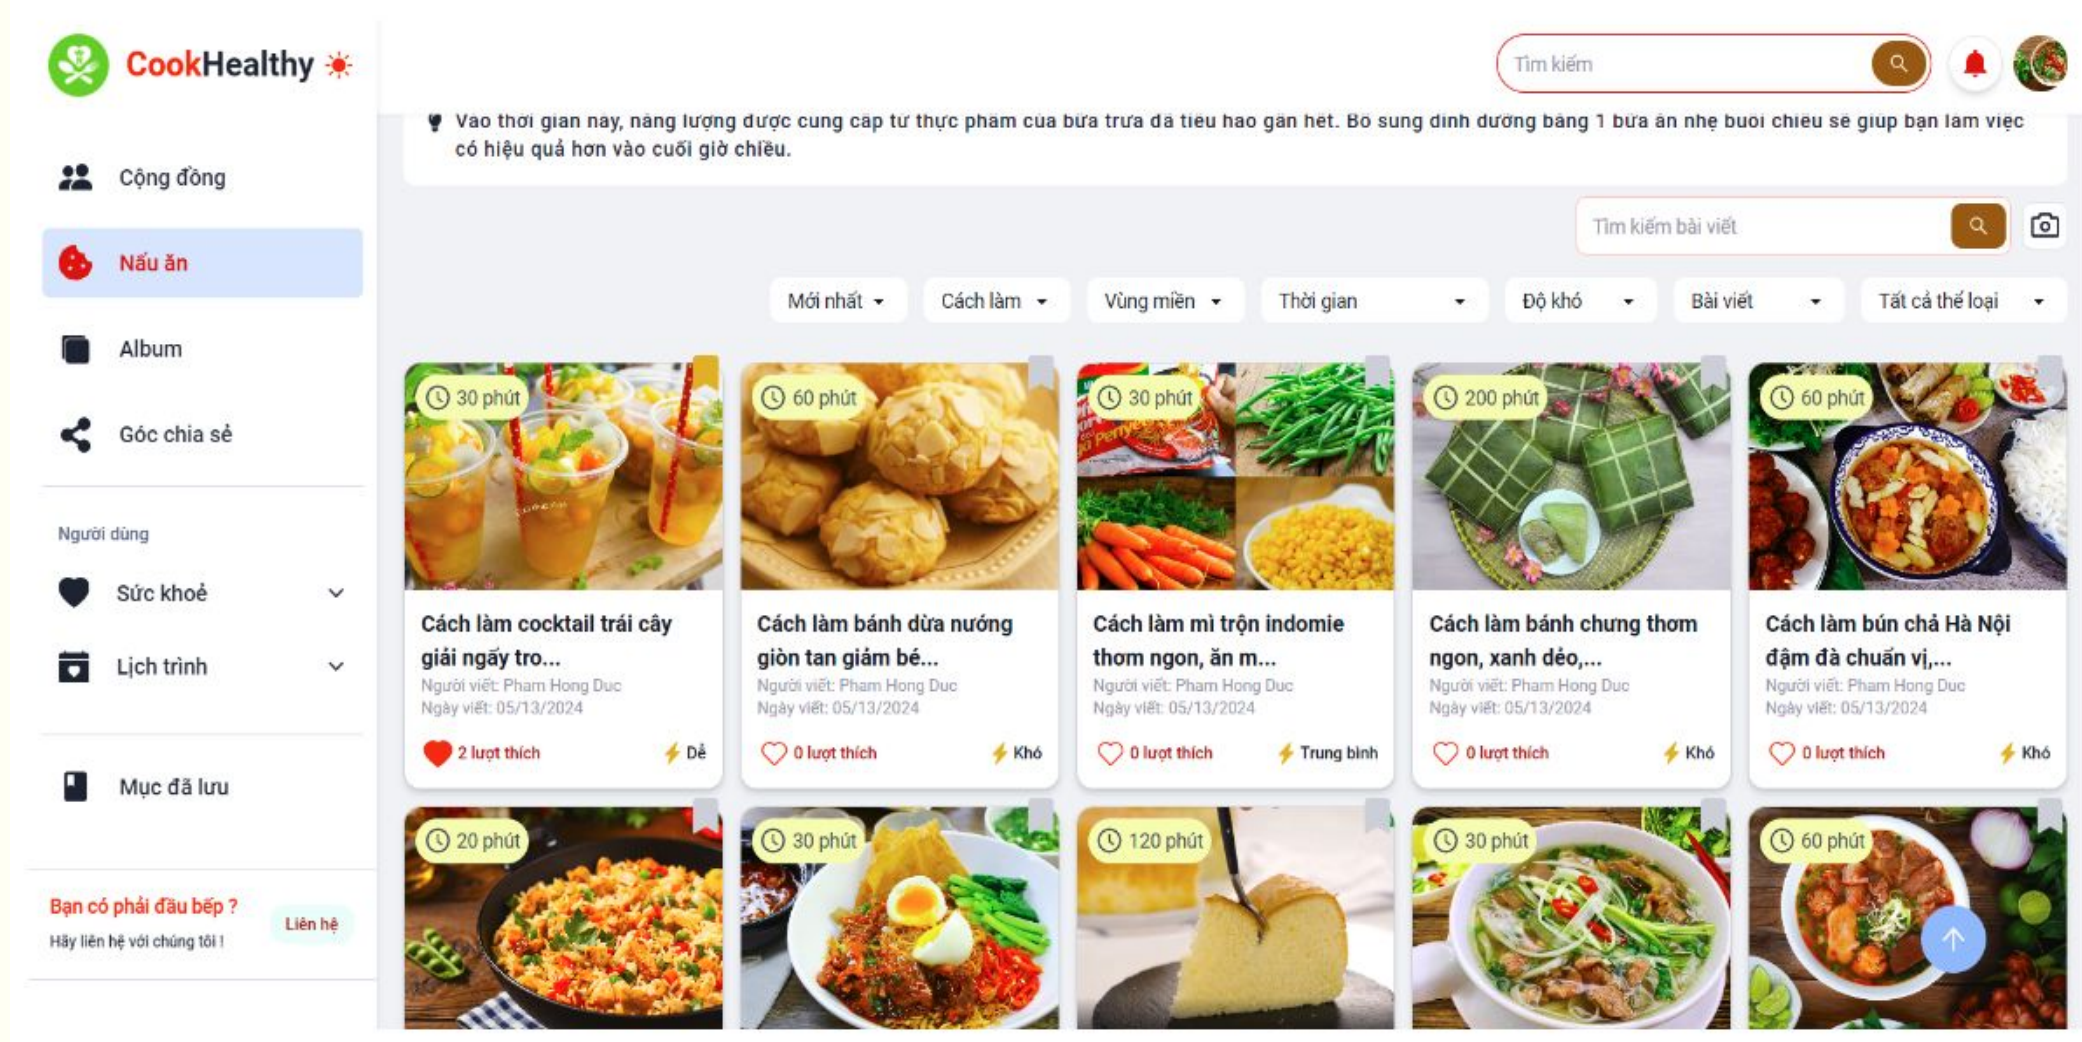 CookHealthy
Tìm kiếm
Cộng đồng
Nấu ăn
Album
Góc chia sẻ
Người dùng
Sức khoẻ
Lịch trình
Mục đã lưu
Bạn có phải đầu bếp ?
Hãy liên hệ với chúng tôi !
Liên hệ
Vào thời gian này, năng lượng được cung cấp từ thực phẩm của bữa trưa đã tiêu hao gần hết. Bổ sung dinh dưỡng bằng 1 bữa ăn nhẹ buổi chiều sẽ giúp bạn làm việc
có hiệu quả hơn vào cuối giờ chiều.
Tìm kiếm bài viết
Mới nhất Cách làm Vùng miền Thời gian Độ khó Bài viết Tất cả thể loại
30 phút
Cách làm cocktail trái cây
giải ngấy tro...
Người viết: Pham Hong Duc
Ngày viết: 05/13/2024
2 lượt thích Dễ
60 phút
Cách làm bánh dừa nướng
giòn tan giảm bé...
Người viết: Pham Hong Duc
Ngày viết: 05/13/2024
0 lượt thích Khó
30 phút
Cách làm mì trộn indomie
thơm ngon, ăn m...
Người viết: Pham Hong Duc
Ngày viết: 05/13/2024
0 lượt thích Trung bình
200 phút
Cách làm bánh chưng thơm
ngon, xanh dẻo,...
Người viết: Pham Hong Duc
Ngày viết: 05/13/2024
0 lượt thích Khó
60 phút
Cách làm bún chả Hà Nội
đậm đà chuẩn vị,...
Người viết: Pham Hong Duc
Ngày viết: 05/13/2024
0 lượt thích Khó
20 phút
30 phút
120 phút
30 phút
60 phút